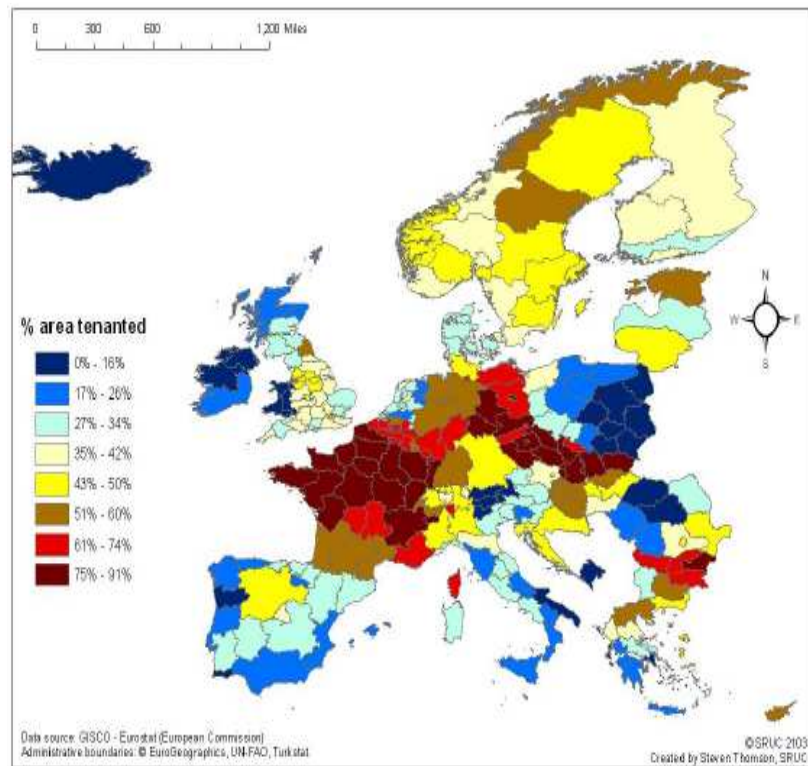 0 300 600 1,200 Miles
N
W E
S
% area tenanted
0% - 16%
17% - 26%
27% - 34%
35% - 42%
43% - 50%
51% - 60%
61% - 74%
75% - 91%
Data source: GISCO - Eurostat (European Commission)
Administrative boundaries: © EuroGeographics, UN-FAO, Turkstat
©SRUC 2103
Created by Steven Thomson, SRUC